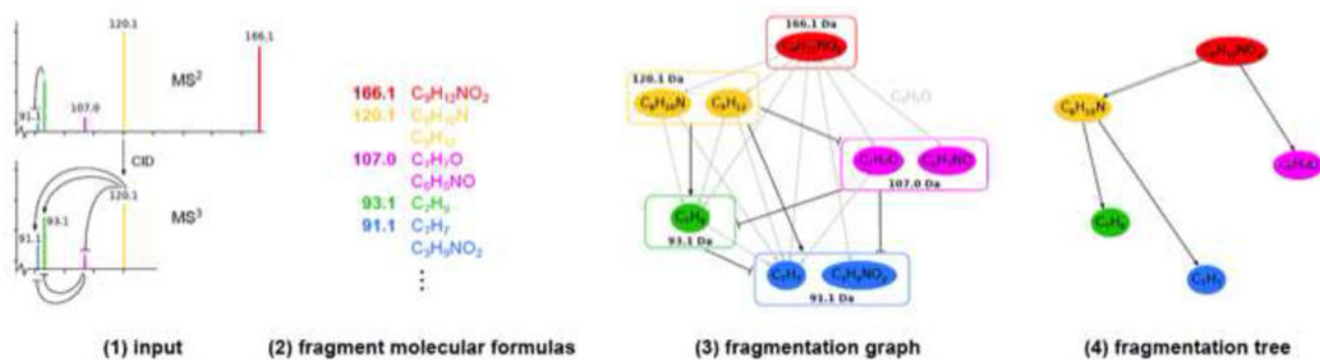 120.1
166.1
MS²
107.0
91.1
CID
120.1
MS³
93.1
91.1
166.1 C₉H₁₂NO₂
120.1 C₈H₁₀N
C₉H₁₂
107.0 C₇H₇O
C₆H₅NO
93.1 C₇H₉
91.1 C₇H₇
C₃H₉NO₂
⋮
166.1 Da
120.1 Da
C₈H₁₀N
C₉H₁₂
107.0 Da
C₇H₉
93.1 Da
C₇H₇
C₃H₉NO₂
91.1 Da
C₈H₁₀N
C₇H₉
C₇H₇
(1) input (2) fragment molecular formulas (3) fragmentation graph (4) fragmentation tree